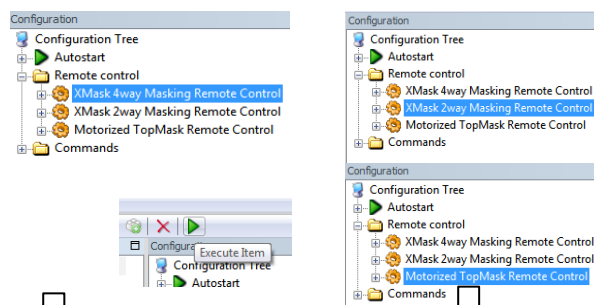 Configuration
Configuration Tree
Autostart
Remote control
XMask 4way Masking Remote Control
XMask 2way Masking Remote Control
Motorized TopMask Remote Control
Commands
Execute Item
Configuration Tree
Autostart
Configuration
Configuration Tree
Autostart
Remote control
XMask 4way Masking Remote Control
XMask 2way Masking Remote Control
Motorized TopMask Remote Control
Commands
Configuration
Configuration Tree
Autostart
Remote control
XMask 4way Masking Remote Control
XMask 2way Masking Remote Control
Motorized TopMask Remote Control
Commands